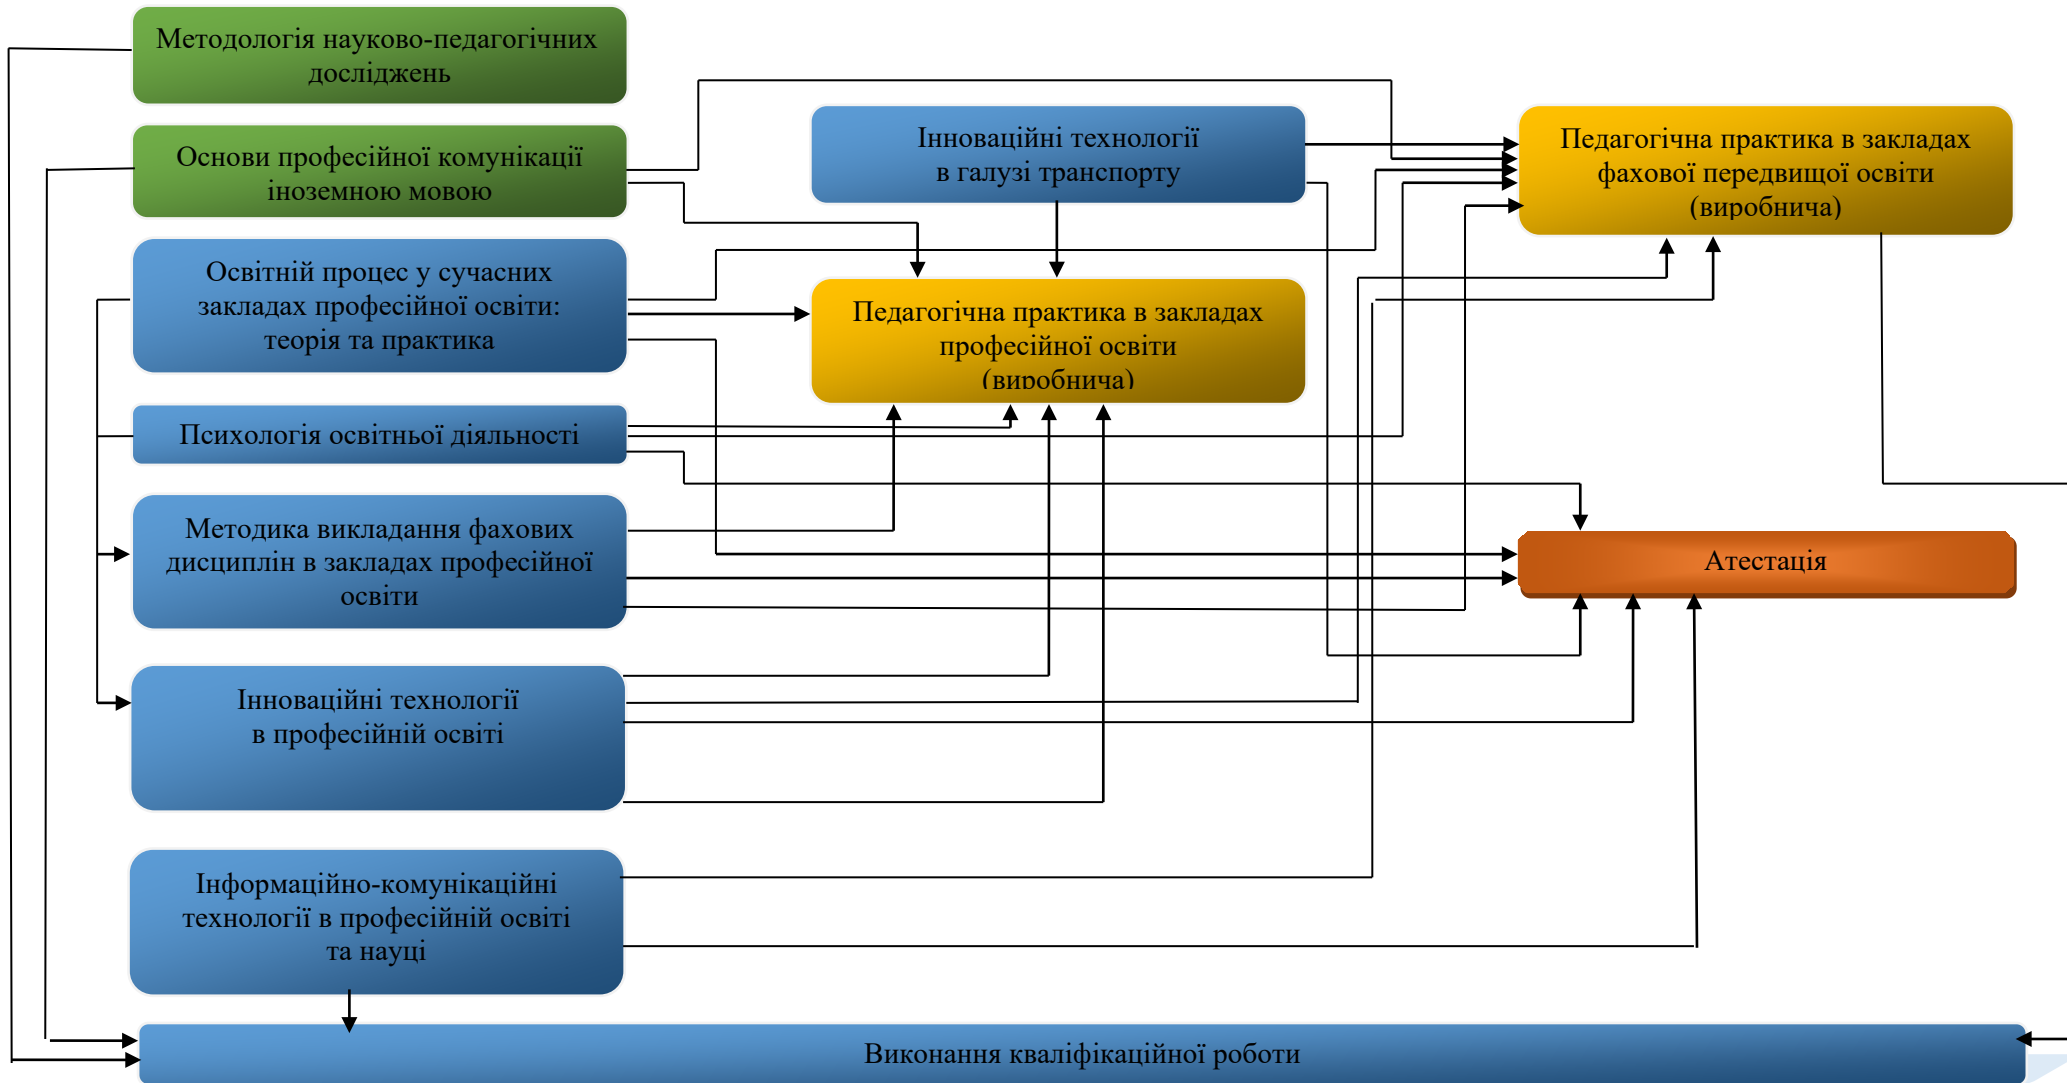 Методологія науково-педагогічних
досліджень
Основи професійної комунікації
іноземною мовою
Інноваційні технології
в галузі транспорту
Педагогічна практика в закладах
фахової передвищої освіти
(виробнича)
Освітній процес у сучасних
закладах професійної освіти:
теорія та практика
Педагогічна практика в закладах
професійної освіти
(виробнича)
Психологія освітньої діяльності
Методика викладання фахових
дисциплін в закладах професійної
освіти
Атестація
Інноваційні технології
в професійній освіті
Інформаційно-комунікаційні
технології в професійній освіті
та науці
Виконання кваліфікаційної роботи